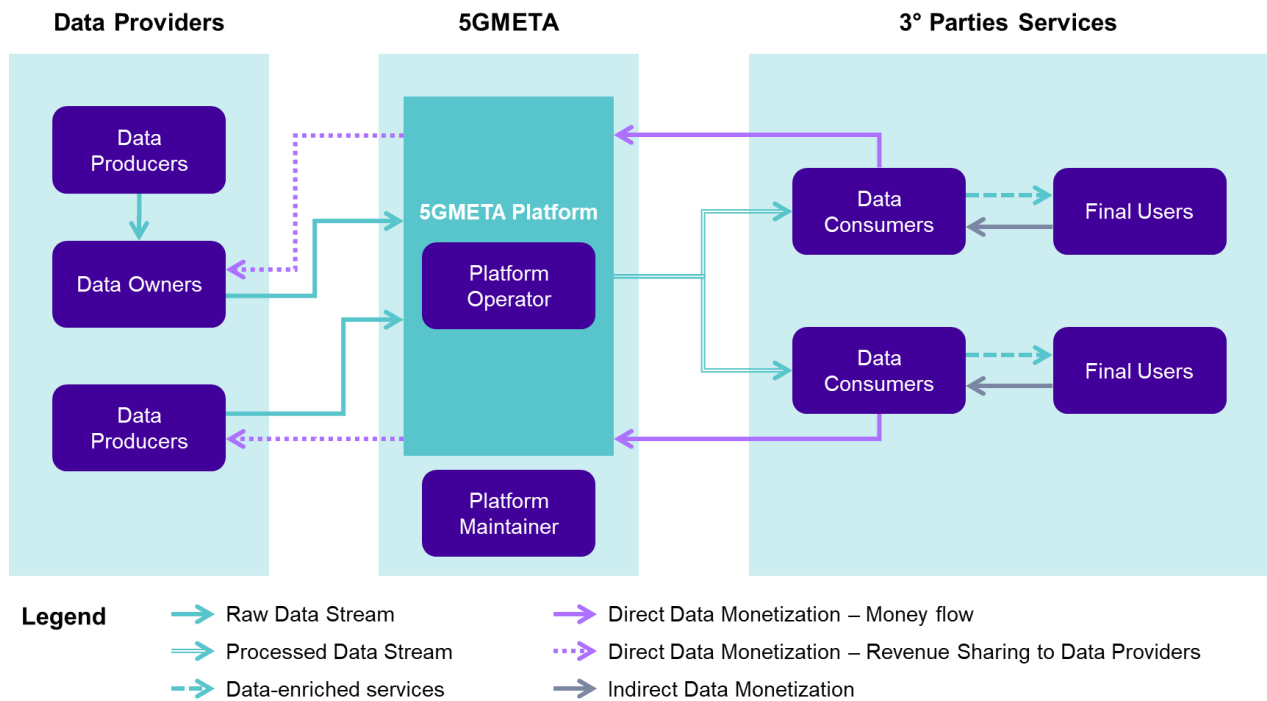 Data Providers
5GMETA
3° Parties Services
Data
Producers
Data Owners
Data
Producers
5GMETA Platform
Platform
Operator
Platform
Maintainer
Data
Consumers
Final Users
Data
Consumers
Final Users
Legend
Raw Data Stream
Processed Data Stream
Data-enriched services
Direct Data Monetization – Money flow
Direct Data Monetization – Revenue Sharing to Data Providers
Indirect Data Monetization